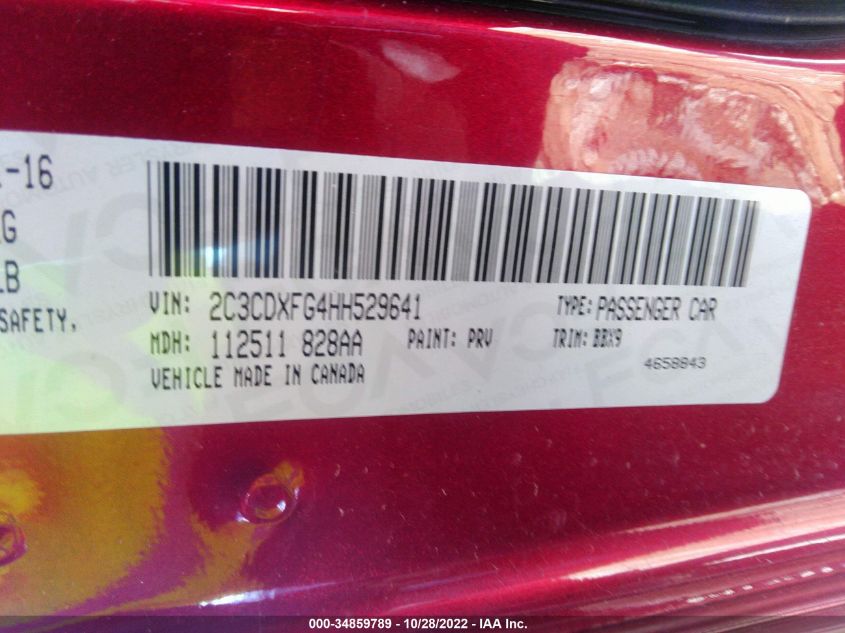 -16
G
LB
SAFETY,
VIN: 2C3CDXFG4HH529641 TYPE: PASSENGER CAR
MDH: 112511 828AA PAINT: PRV TRIM: BBX9
VEHICLE MADE IN CANADA 4658843
000-34859789 - 10/28/2022 - IAA Inc.